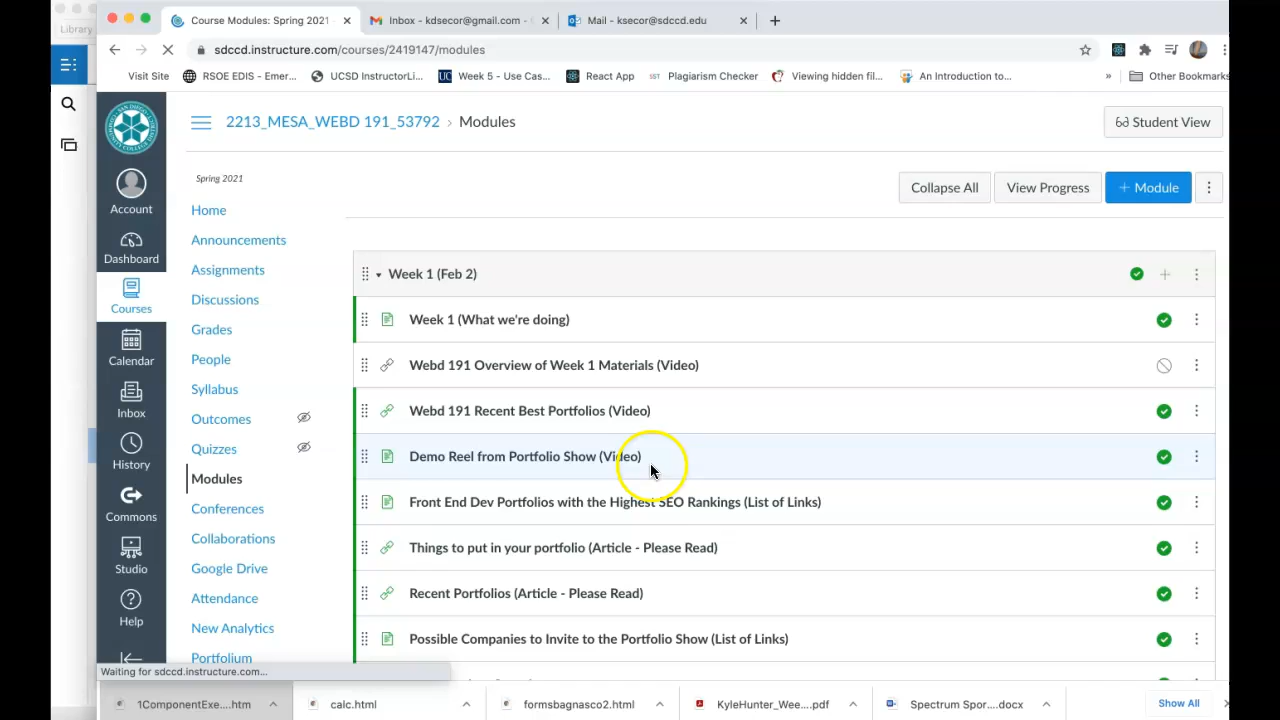 Library
Course Modules: Spring 2021
Inbox - kdsecor@gmail.com -
Mail - ksecor@sdccd.edu
sdccd.instructure.com/courses/2419147/modules
Visit Site
RSOE EDIS - Emer...
UCSD InstructorLi...
UC
Week 5 - Use Cas...
React App
SST
Plagiarism Checker
Viewing hidden fil...
An Introduction to...
»
Other Bookmarks
2213_MESA_WEBD 191_53792 › Modules
Student View
Spring 2021
Collapse All
View Progress
+ Module
Account
Dashboard
Courses
Calendar
Inbox
History
Commons
Studio
Help
Home
Announcements
Assignments
Discussions
Grades
People
Syllabus
Outcomes
Quizzes
Modules
Conferences
Collaborations
Google Drive
Attendance
New Analytics
Portfolium
Week 1 (Feb 2)
Week 1 (What we're doing)
Webd 191 Overview of Week 1 Materials (Video)
Webd 191 Recent Best Portfolios (Video)
Demo Reel from Portfolio Show (Video)
Front End Dev Portfolios with the Highest SEO Rankings (List of Links)
Things to put in your portfolio (Article - Please Read)
Recent Portfolios (Article - Please Read)
Possible Companies to Invite to the Portfolio Show (List of Links)
Waiting for sdccd.instructure.com...
1ComponentExe....htm
calc.html
formsbagnasco2.html
KyleHunter_Wee....pdf
Spectrum Spor....docx
Show All